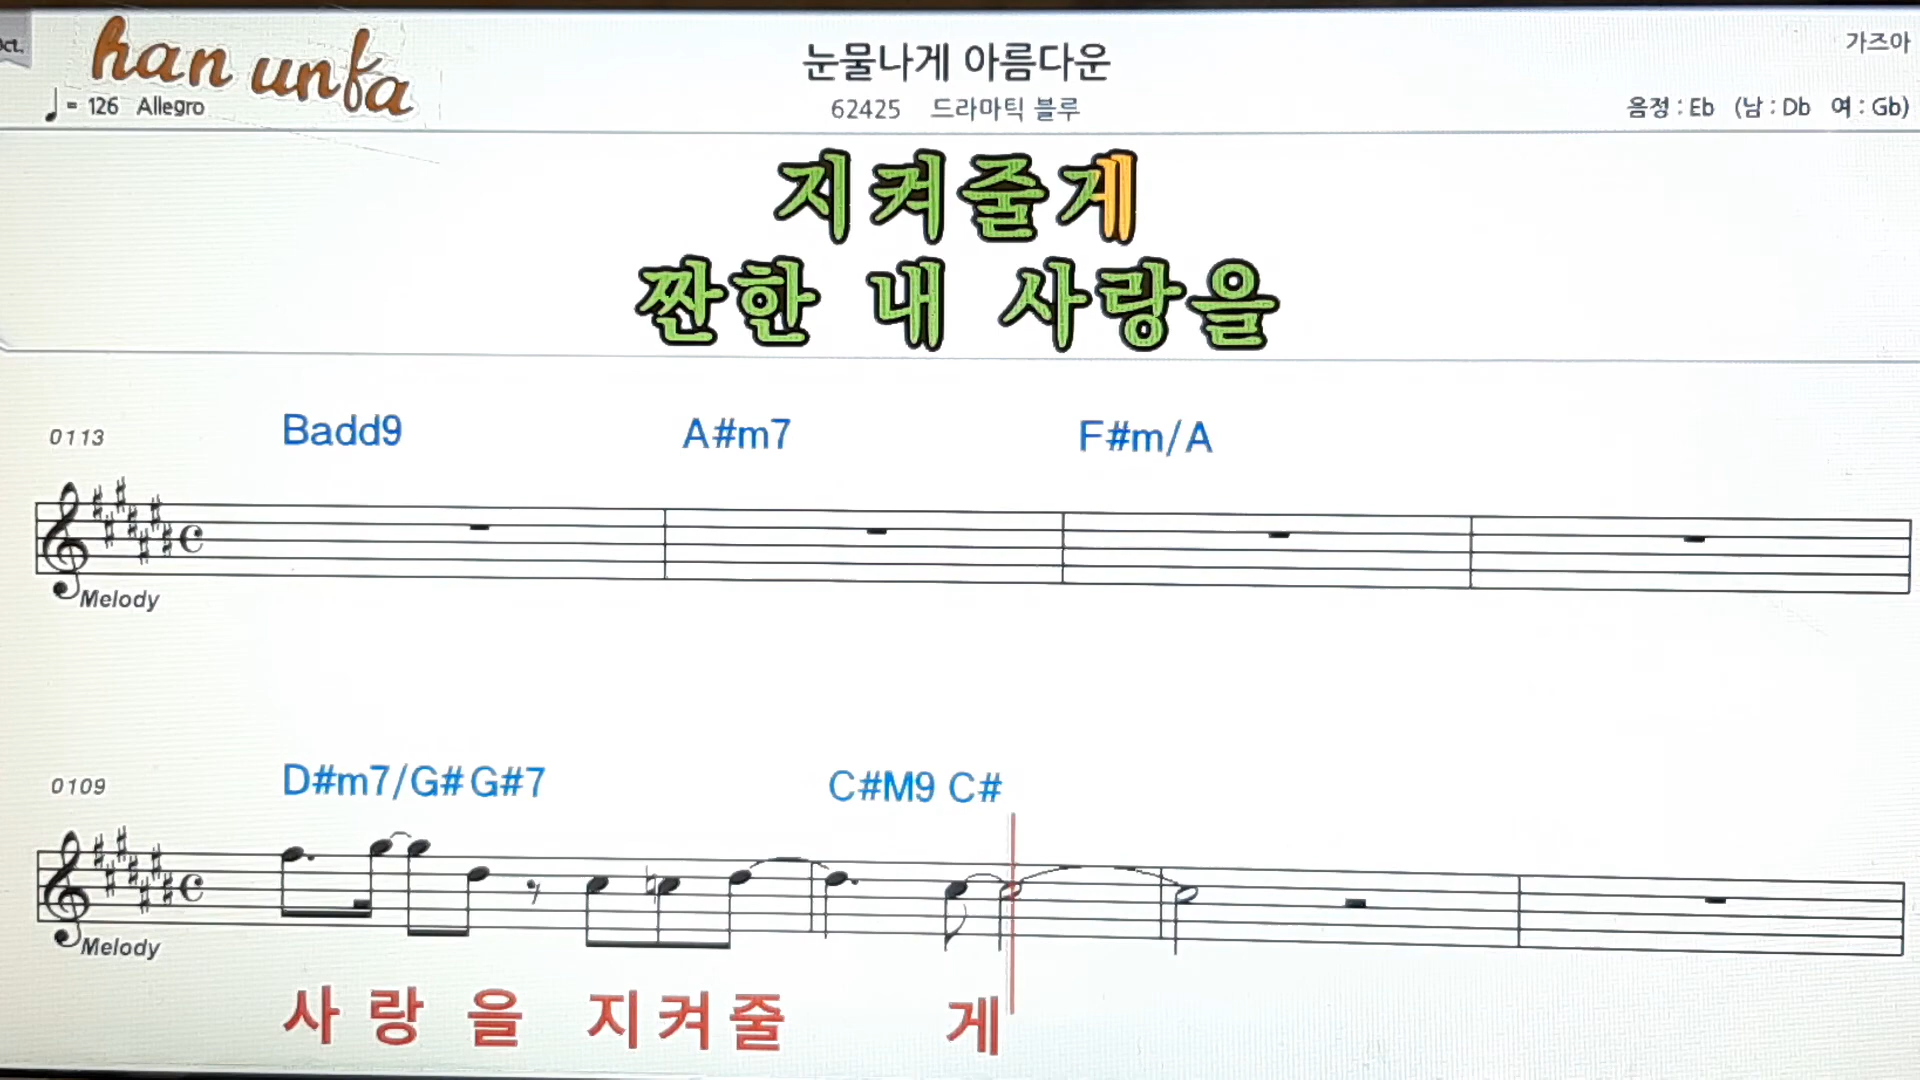 Oct.
han unfa
눈물나게 아름다운
가즈아
♩ = 126 Allegro
62425 드라마틱 블루
음정 : Eb (남 : Db 여 : Gb)
지켜줄게
짠한 내 사랑을
0113
Badd9 A#m7 F#m/A
Melody
0109
D#m7/G# G#7 C#M9 C#
Melody
사랑을 지켜줄 게